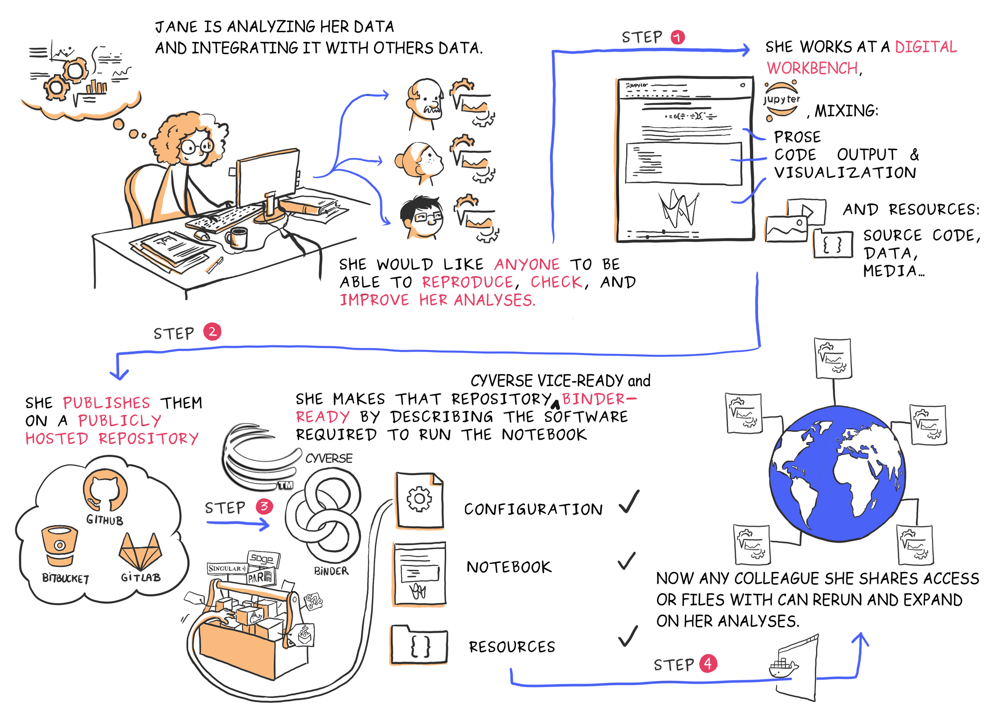 JANE IS ANALYZING HER DATA
AND INTEGRATING IT WITH OTHERS DATA.
SHE WOULD LIKE ANYONE TO BE
ABLE TO REPRODUCE, CHECK, AND
IMPROVE HER ANALYSES.
STEP 1
SHE WORKS AT A DIGITAL
WORKBENCH,
jupyter
, MIXING:
jupyter
PROSE
CODE OUTPUT &
VISUALIZATION
AND RESOURCES:
SOURCE CODE,
DATA,
MEDIA...
STEP 2
SHE PUBLISHES THEM
ON A PUBLICLY
HOSTED REPOSITORY
GITHUB
BITBUCKET
GITLAB
STEP 3
CYVERSE VICE-READY and
SHE MAKES THAT REPOSITORY BINDER-
READY BY DESCRIBING THE SOFTWARE
REQUIRED TO RUN THE NOTEBOOK
CYVERSE
TM
BINDER
sage
SINGULAR
PARI
GAP
4
{ }
CONFIGURATION ✓
NOTEBOOK ✓
{ }
RESOURCES ✓
STEP 4
NOW ANY COLLEAGUE SHE SHARES ACCESS
OR FILES WITH CAN RERUN AND EXPAND
ON HER ANALYSES.